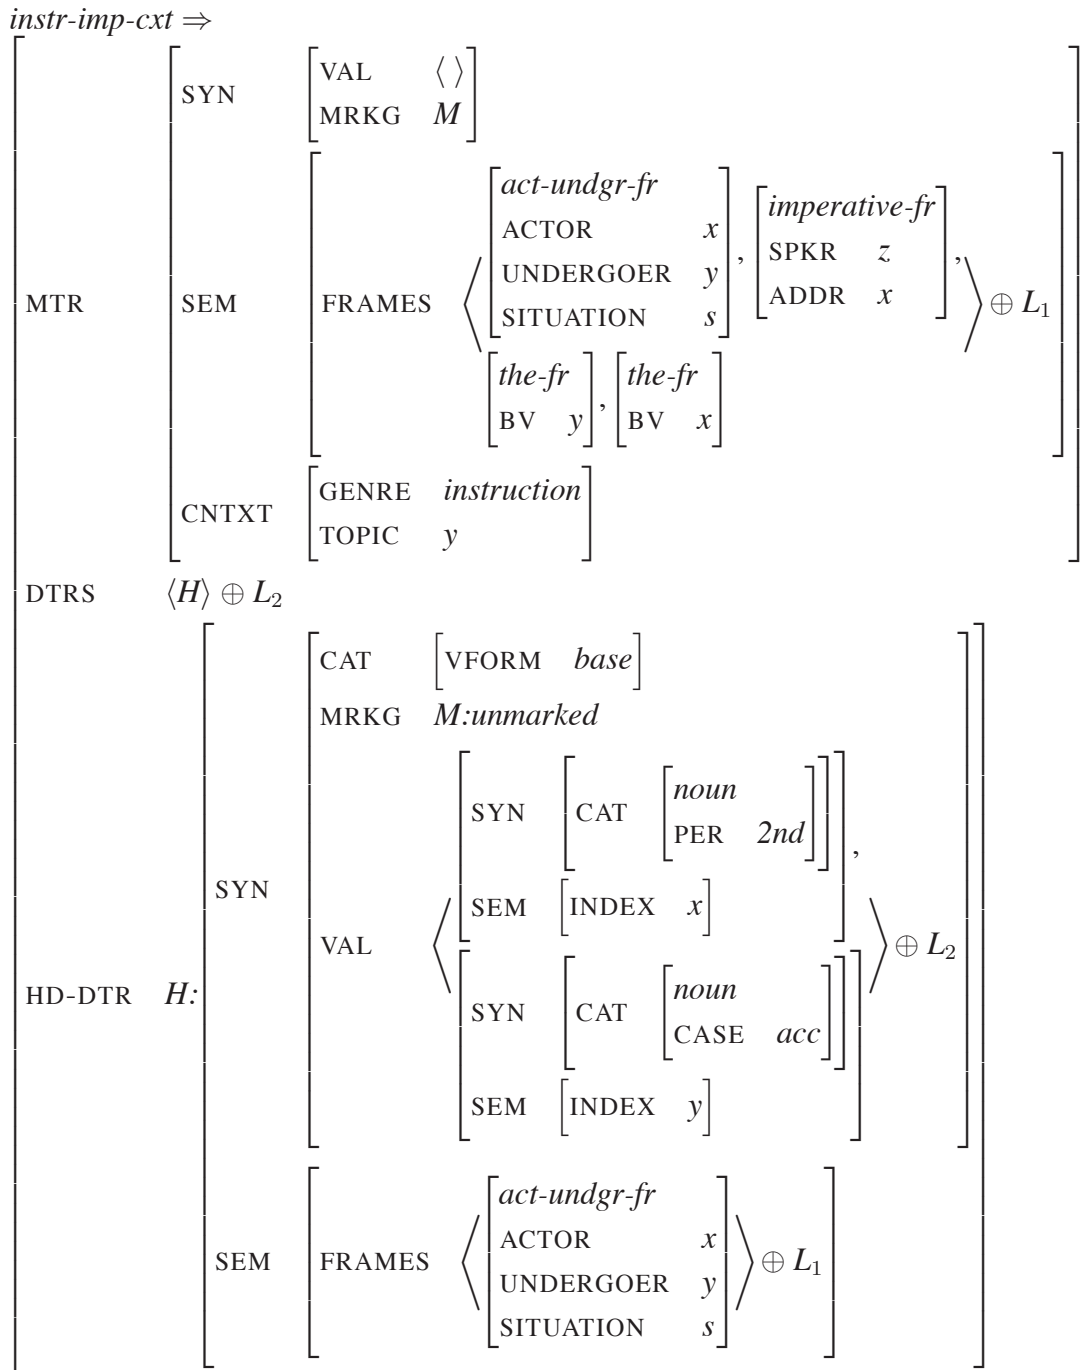 instr-imp-cxt ⇒
SYN [VAL ⟨ ⟩
MRKG M]
MTR SEM FRAMES ⟨[act-undgr-fr
ACTOR x
UNDERGOER y
SITUATION s], [imperative-fr
SPKR z
ADDR x],
[the-fr
BV y], [the-fr
BV x]⟩ ⊕ L₁
CNTXT [GENRE instruction
TOPIC y]
DTRS ⟨H⟩ ⊕ L₂
HD-DTR H:
SYN
CAT [VFORM base]
MRKG M:unmarked
VAL ⟨[SYN [CAT [noun
PER 2nd]]
SEM [INDEX x]],
[SYN [CAT [noun
CASE acc]]
SEM [INDEX y]]⟩ ⊕ L₂
SEM FRAMES ⟨[act-undgr-fr
ACTOR x
UNDERGOER y
SITUATION s]⟩ ⊕ L₁